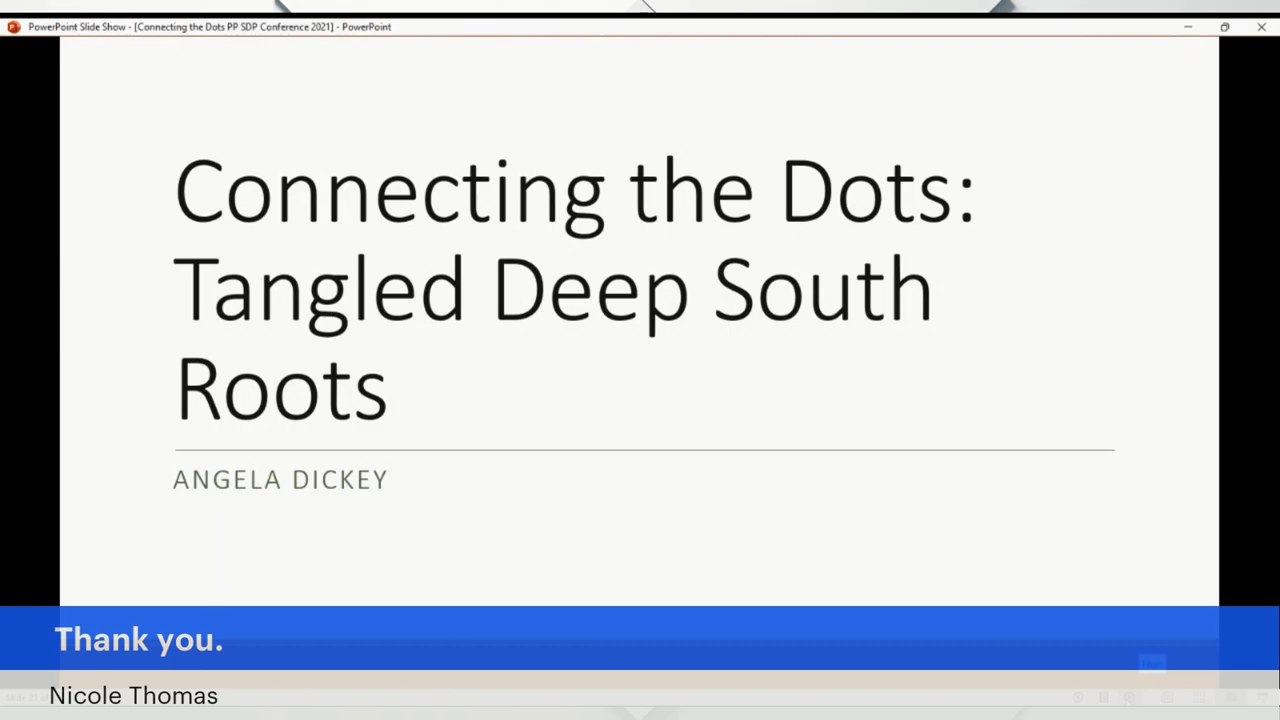 PowerPoint Slide Show - [Connecting the Dots PP SDP Conference 2021] - PowerPoint
Connecting the Dots:
Tangled Deep South
Roots
ANGELA DICKEY
Thank you.
Nicole Thomas